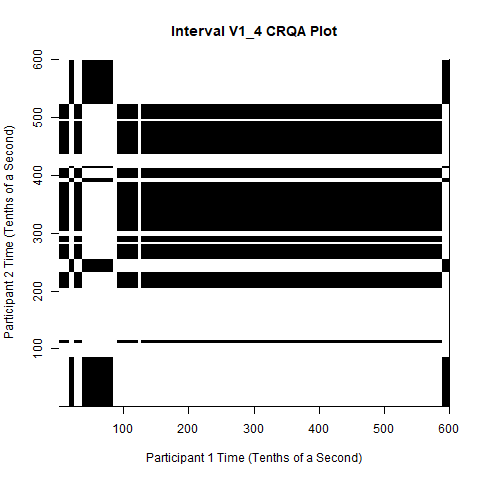 Interval V1_4 CRQA Plot
Participant 2 Time (Tenths of a Second)
600
500
400
300
200
100
100 200 300 400 500 600
Participant 1 Time (Tenths of a Second)